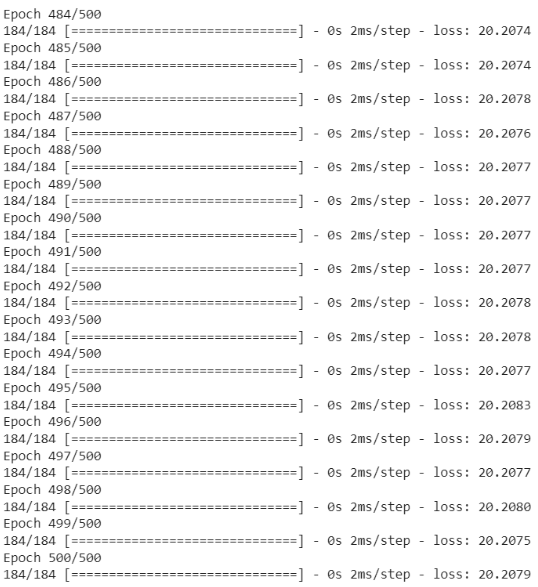 Epoch 484/500
184/184 [==============================] - 0s 2ms/step - loss: 20.2074
Epoch 485/500
184/184 [==============================] - 0s 2ms/step - loss: 20.2074
Epoch 486/500
184/184 [==============================] - 0s 2ms/step - loss: 20.2078
Epoch 487/500
184/184 [==============================] - 0s 2ms/step - loss: 20.2076
Epoch 488/500
184/184 [==============================] - 0s 2ms/step - loss: 20.2077
Epoch 489/500
184/184 [==============================] - 0s 2ms/step - loss: 20.2077
Epoch 490/500
184/184 [==============================] - 0s 2ms/step - loss: 20.2077
Epoch 491/500
184/184 [==============================] - 0s 2ms/step - loss: 20.2077
Epoch 492/500
184/184 [==============================] - 0s 2ms/step - loss: 20.2078
Epoch 493/500
184/184 [==============================] - 0s 2ms/step - loss: 20.2078
Epoch 494/500
184/184 [==============================] - 0s 2ms/step - loss: 20.2077
Epoch 495/500
184/184 [==============================] - 0s 2ms/step - loss: 20.2083
Epoch 496/500
184/184 [==============================] - 0s 2ms/step - loss: 20.2079
Epoch 497/500
184/184 [==============================] - 0s 2ms/step - loss: 20.2077
Epoch 498/500
184/184 [==============================] - 0s 2ms/step - loss: 20.2080
Epoch 499/500
184/184 [==============================] - 0s 2ms/step - loss: 20.2075
Epoch 500/500
184/184 [==============================] - 0s 2ms/step - loss: 20.2079